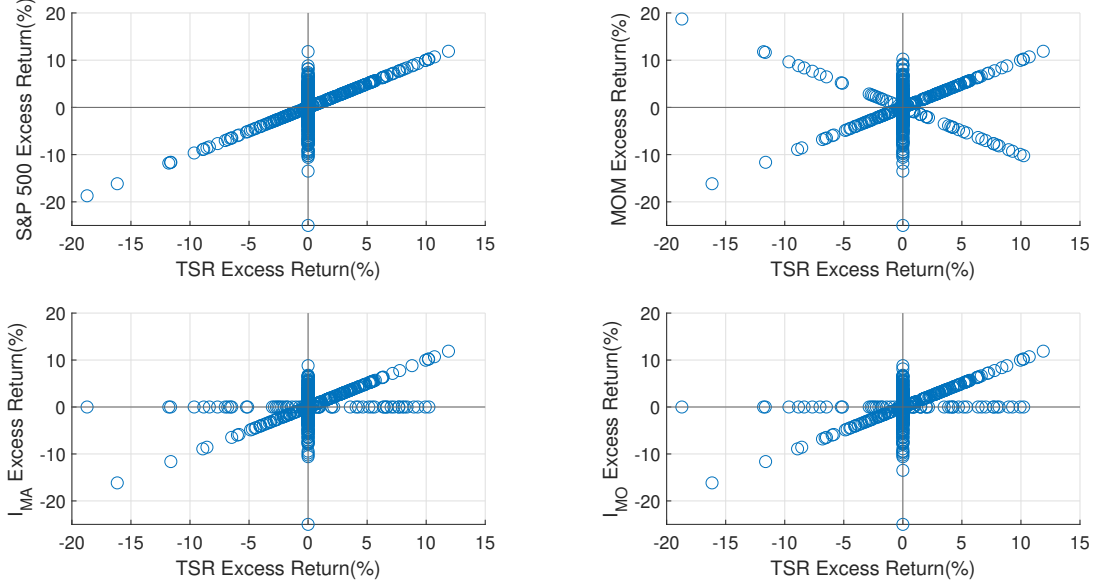 20
10
0
-10
-20
S&P 500 Excess Return(%)
-20 -15 -10 -5 0 5 10 15
TSR Excess Return(%)
20
10
0
-10
-20
MOM Excess Return(%)
-20 -15 -10 -5 0 5 10 15
TSR Excess Return(%)
20
10
0
-10
-20
I_MA Excess Return(%)
-20 -15 -10 -5 0 5 10 15
TSR Excess Return(%)
20
10
0
-10
-20
I_MO Excess Return(%)
-20 -15 -10 -5 0 5 10 15
TSR Excess Return(%)